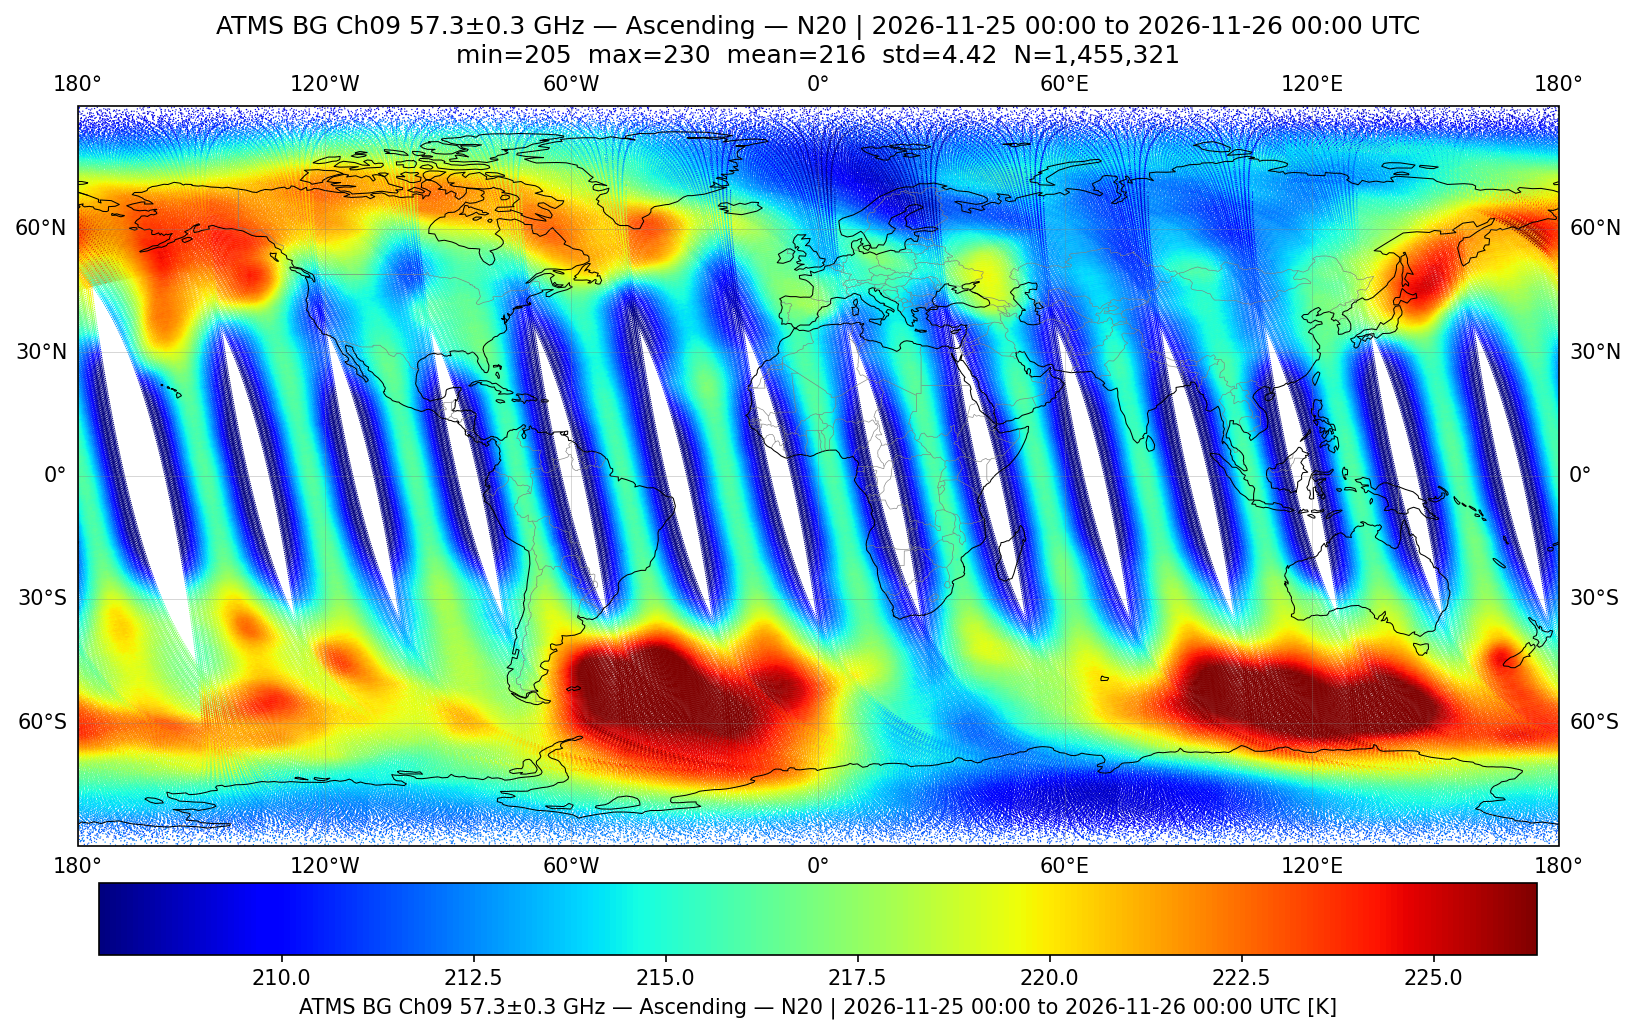 ATMS BG Ch09 57.3±0.3 GHz — Ascending — N20 | 2026-11-25 00:00 to 2026-11-26 00:00 UTC
min=205 max=230 mean=216 std=4.42 N=1,455,321
180° 120°W 60°W 0° 60°E 120°E 180°
60°N 60°N
30°N 30°N
0° 0°
30°S 30°S
60°S 60°S
180° 120°W 60°W 0° 60°E 120°E 180°
210.0 212.5 215.0 217.5 220.0 222.5 225.0
ATMS BG Ch09 57.3±0.3 GHz — Ascending — N20 | 2026-11-25 00:00 to 2026-11-26 00:00 UTC [K]